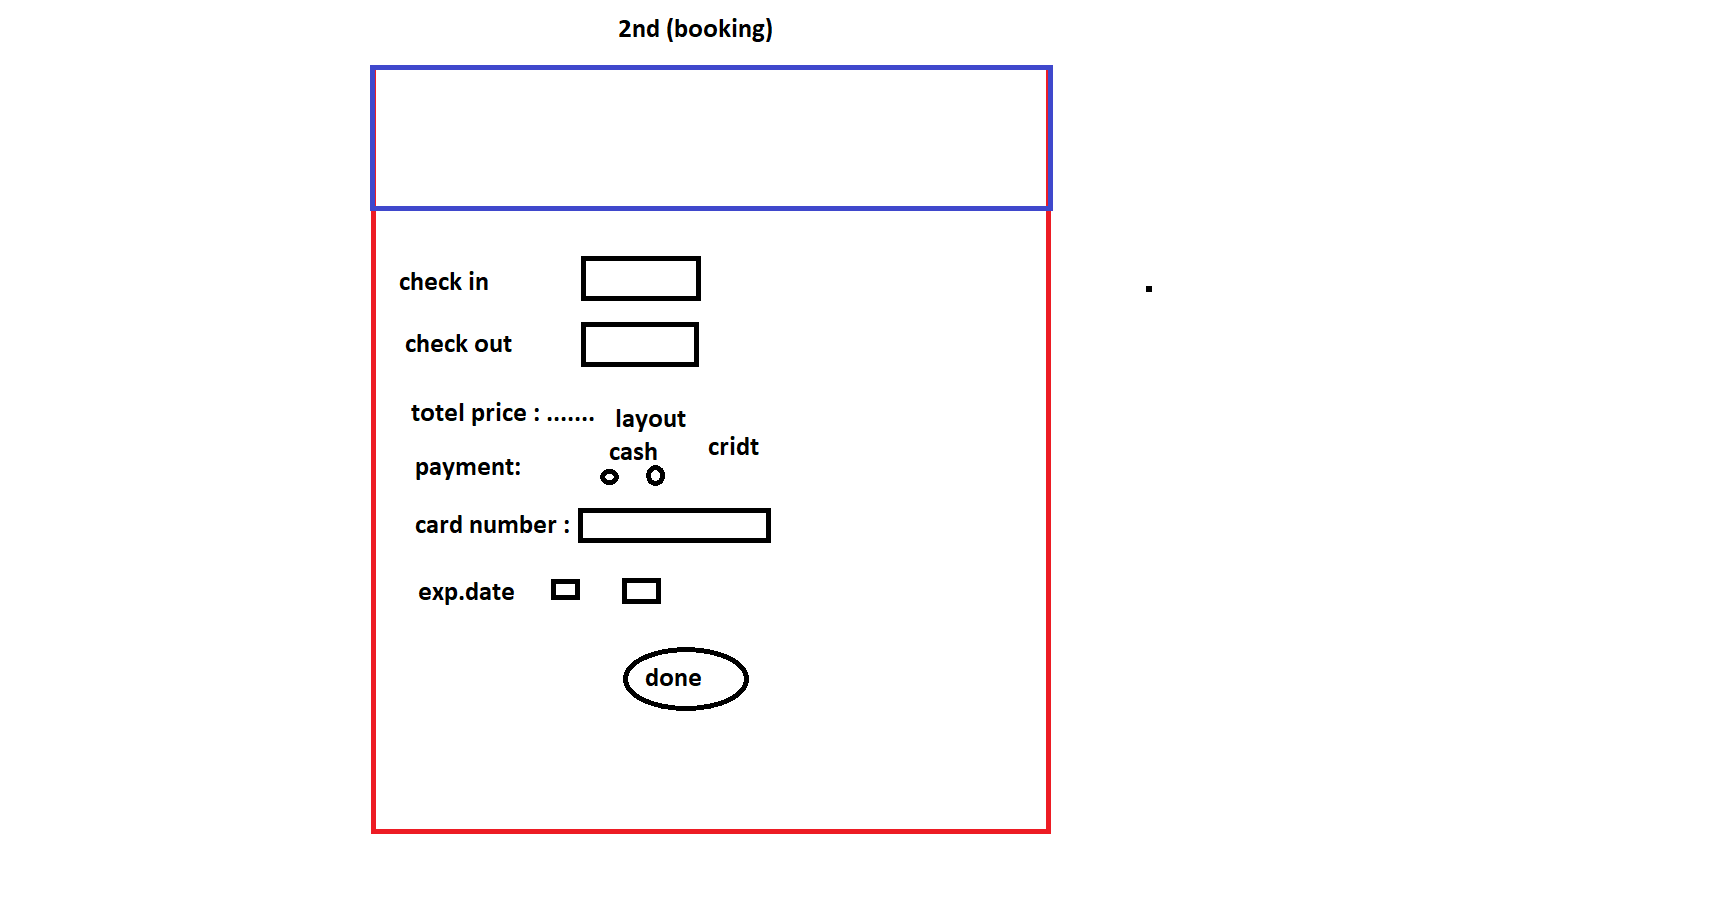 2nd (booking)
check in
check out
totel price : ....... layout
cash cridt
payment:
card number :
exp.date
done